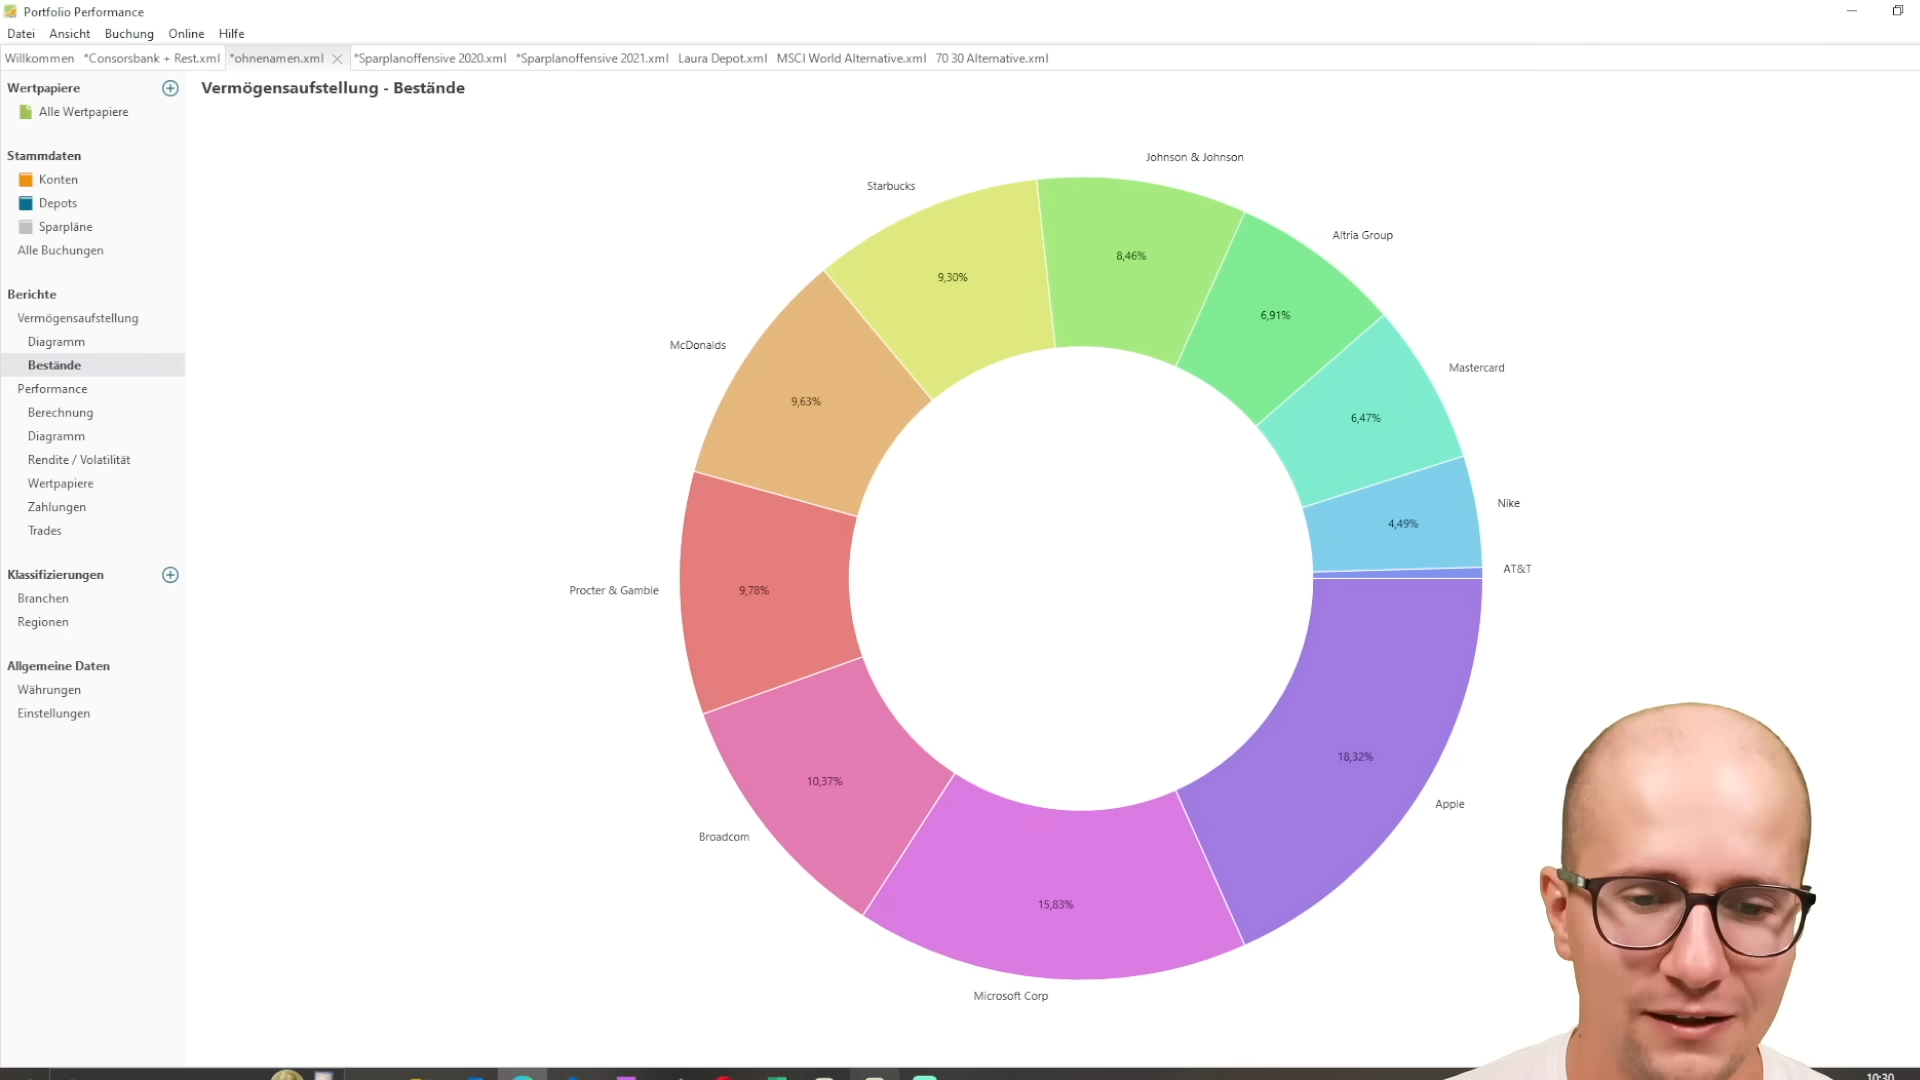 Portfolio Performance
Datei Ansicht Buchung Online Hilfe
Willkommen *Consorsbank + Rest.xml *ohnenamen.xml *Sparplanoffensive 2020.xml *Sparplanoffensive 2021.xml Laura Depot.xml MSCI World Alternative.xml 70 30 Alternative.xml
Wertpapiere
Alle Wertpapiere
Stammdaten
Konten
Depots
Sparpläne
Alle Buchungen
Berichte
Vermögensaufstellung
Diagramm
Bestände
Performance
Berechnung
Diagramm
Rendite / Volatilität
Wertpapiere
Zahlungen
Trades
Klassifizierungen
Branchen
Regionen
Allgemeine Daten
Währungen
Einstellungen
Vermögensaufstellung - Bestände
Johnson & Johnson
8,46%
Starbucks
9,30%
Altria Group
6,91%
McDonalds
9,63%
Mastercard
6,47%
Nike
4,49%
AT&T
Procter & Gamble
9,78%
Apple
18,32%
Broadcom
10,37%
Microsoft Corp
15,83%
10:30